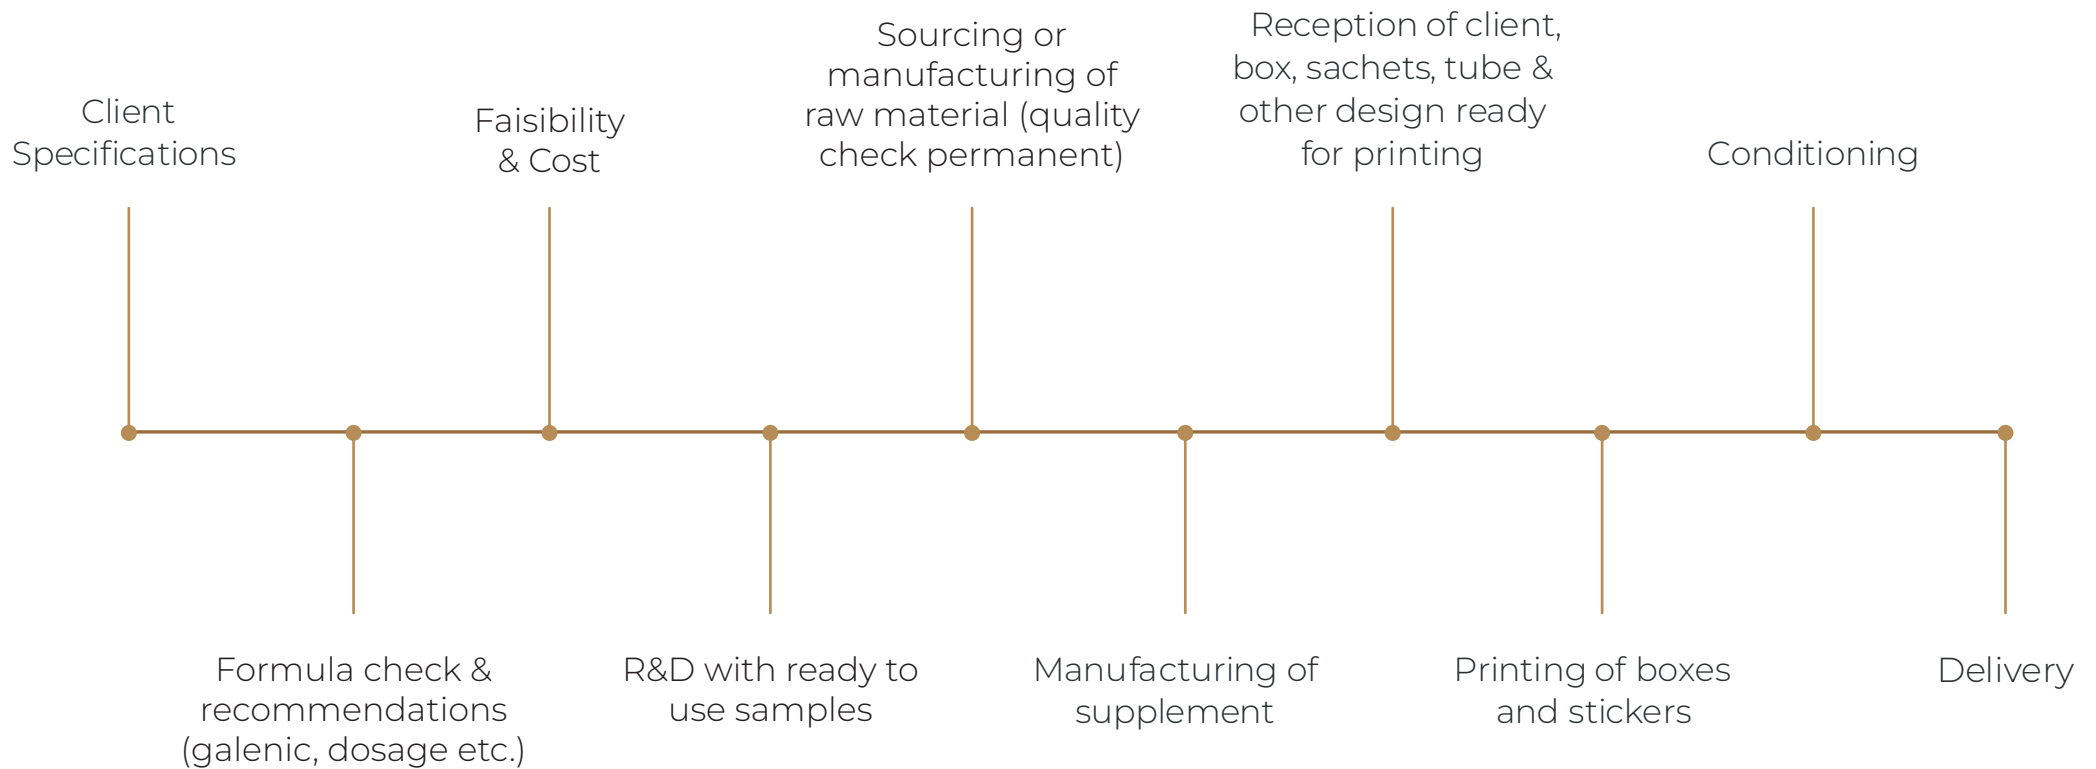 Client
Specifications
Formula check &
recommendations
(galenic, dosage etc.)
Faisibility
& Cost
R&D with ready to
use samples
Sourcing or
manufacturing of
raw material (quality
check permanent)
Manufacturing of
supplement
Reception of client,
box, sachets, tube &
other design ready
for printing
Printing of boxes
and stickers
Conditioning
Delivery